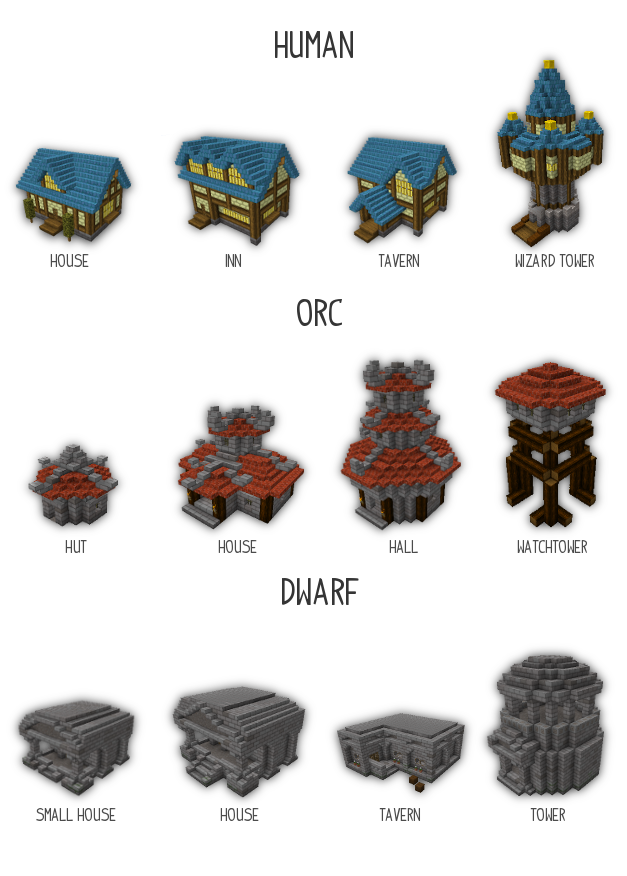 HUMAN
HOUSE INN TAVERN WIZARD TOWER
ORC
HUT HOUSE HALL WATCHTOWER
DWARF
SMALL HOUSE HOUSE TAVERN TOWER